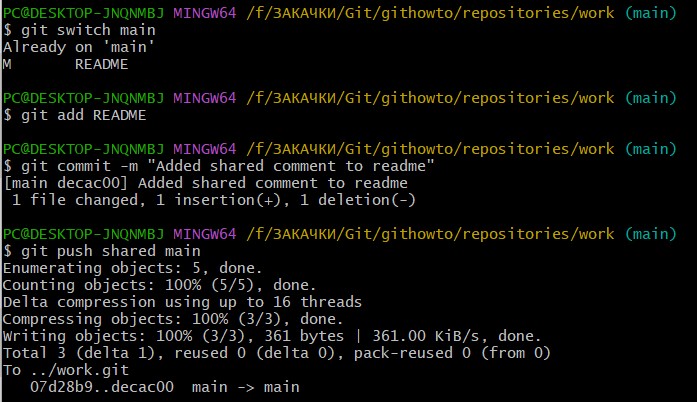 PC@DESKTOP-JNQNMBJ MINGW64 /f/ЗАКАЧКИ/Git/githowto/repositories/work (main)
$ git switch main
Already on 'main'
M       README
PC@DESKTOP-JNQNMBJ MINGW64 /f/ЗАКАЧКИ/Git/githowto/repositories/work (main)
$ git add README
PC@DESKTOP-JNQNMBJ MINGW64 /f/ЗАКАЧКИ/Git/githowto/repositories/work (main)
$ git commit -m "Added shared comment to readme"
[main decac00] Added shared comment to readme
 1 file changed, 1 insertion(+), 1 deletion(-)
PC@DESKTOP-JNQNMBJ MINGW64 /f/ЗАКАЧКИ/Git/githowto/repositories/work (main)
$ git push shared main
Enumerating objects: 5, done.
Counting objects: 100% (5/5), done.
Delta compression using up to 16 threads
Compressing objects: 100% (3/3), done.
Writing objects: 100% (3/3), 361 bytes | 361.00 KiB/s, done.
Total 3 (delta 1), reused 0 (delta 0), pack-reused 0 (from 0)
To ../work.git
   07d28b9..decac00  main -> main